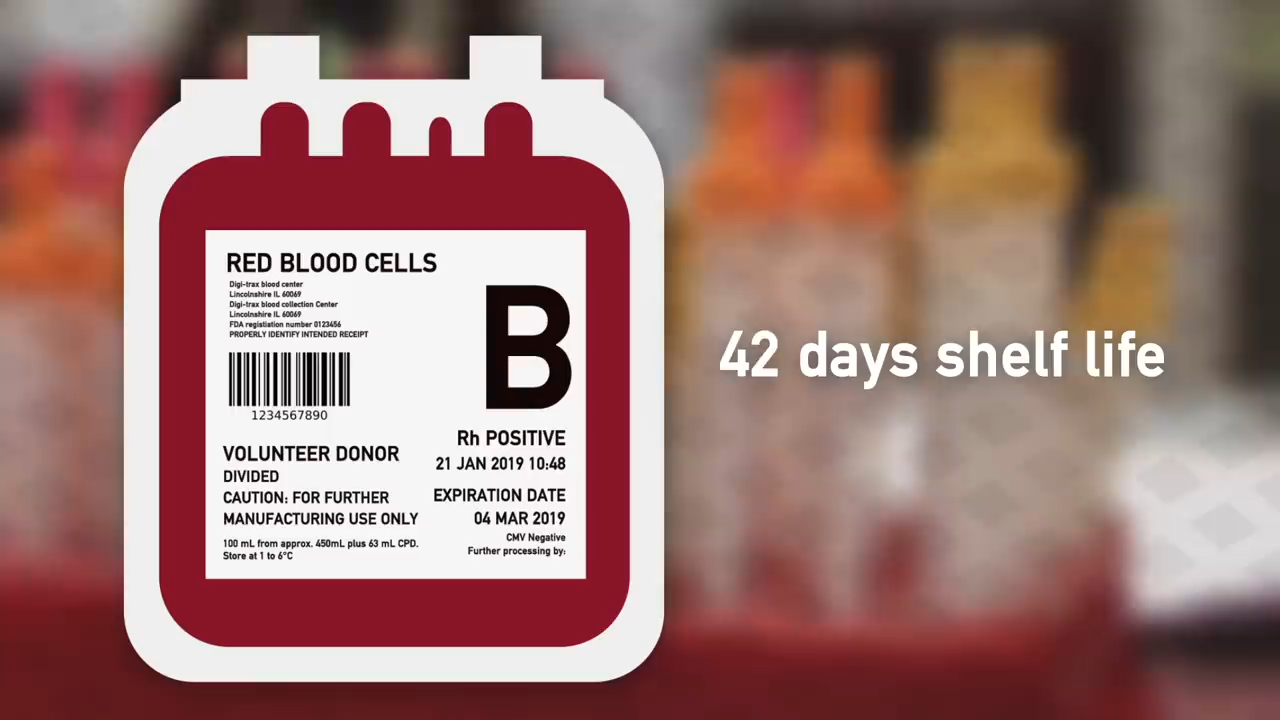 RED BLOOD CELLS
Digi-trax blood center
Lincolnshire IL 60069
Digi-trax blood collection Center
Lincolnshire IL 60069
FDA registiation number 0123456
PROPERLY IDENTIFY INTENDED RECEIPT
1234567890
B
Rh POSITIVE
21 JAN 2019 10:48
EXPIRATION DATE
04 MAR 2019
CMV Negative
Further processing by:
VOLUNTEER DONOR
DIVIDED
CAUTION: FOR FURTHER
MANUFACTURING USE ONLY
100 mL from approx. 450mL plus 63 mL CPD.
Store at 1 to 6°C
42 days shelf life